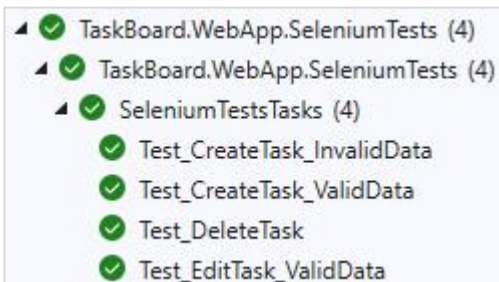 TaskBoard.WebApp.SeleniumTests (4)
TaskBoard.WebApp.SeleniumTests (4)
SeleniumTestsTasks (4)
Test_CreateTask_InvalidData
Test_CreateTask_ValidData
Test_DeleteTask
Test_EditTask_ValidData